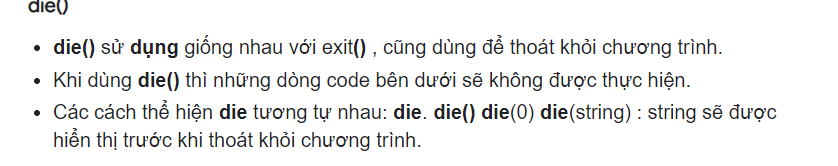 die()
die() sử dụng giống nhau với exit() , cũng dùng để thoát khỏi chương trình.
Khi dùng die() thì những dòng code bên dưới sẽ không được thực hiện.
Các cách thể hiện die tương tự nhau: die. die() die(0) die(string) : string sẽ được
hiển thị trước khi thoát khỏi chương trình.